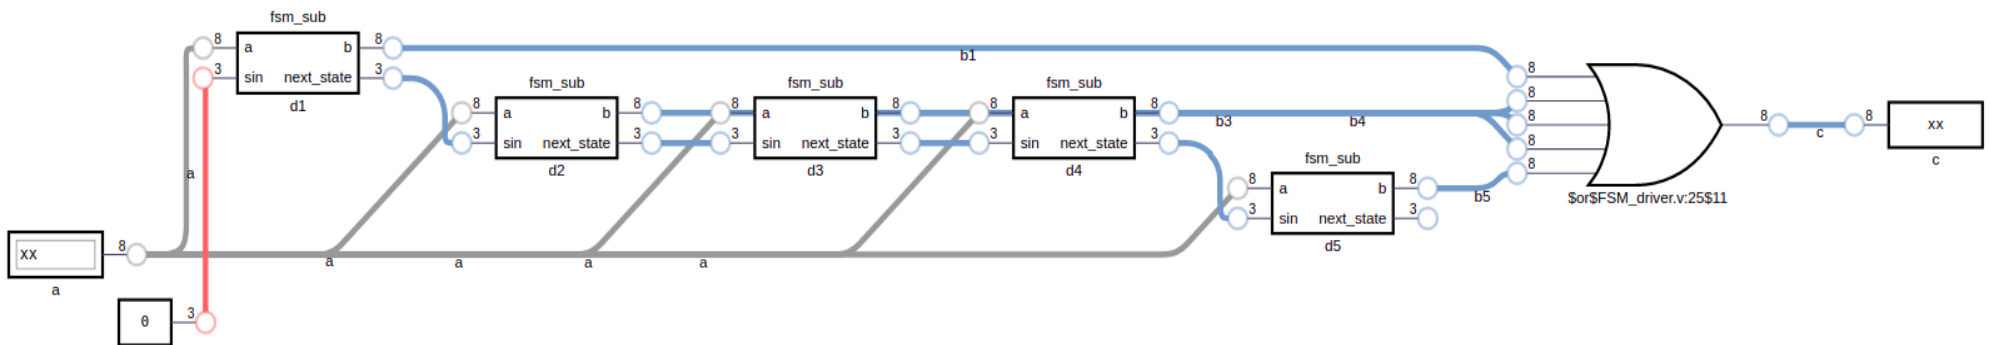 fsm_sub
8 a b 8
3 sin next_state 3
d1
b1
fsm_sub
8 a b 8
3 sin next_state 3
d2
fsm_sub
8 a b 8
3 sin next_state 3
d3
fsm_sub
8 a b 8
3 sin next_state 3
d4
b3
b4
fsm_sub
8 a b 8
3 sin next_state 3
d5
b5
8
8
8
8
8
$or$FSM_driver.v:25$11
8
c
8
xx
c
a
xx
8
a
a
a
a
a
0
3